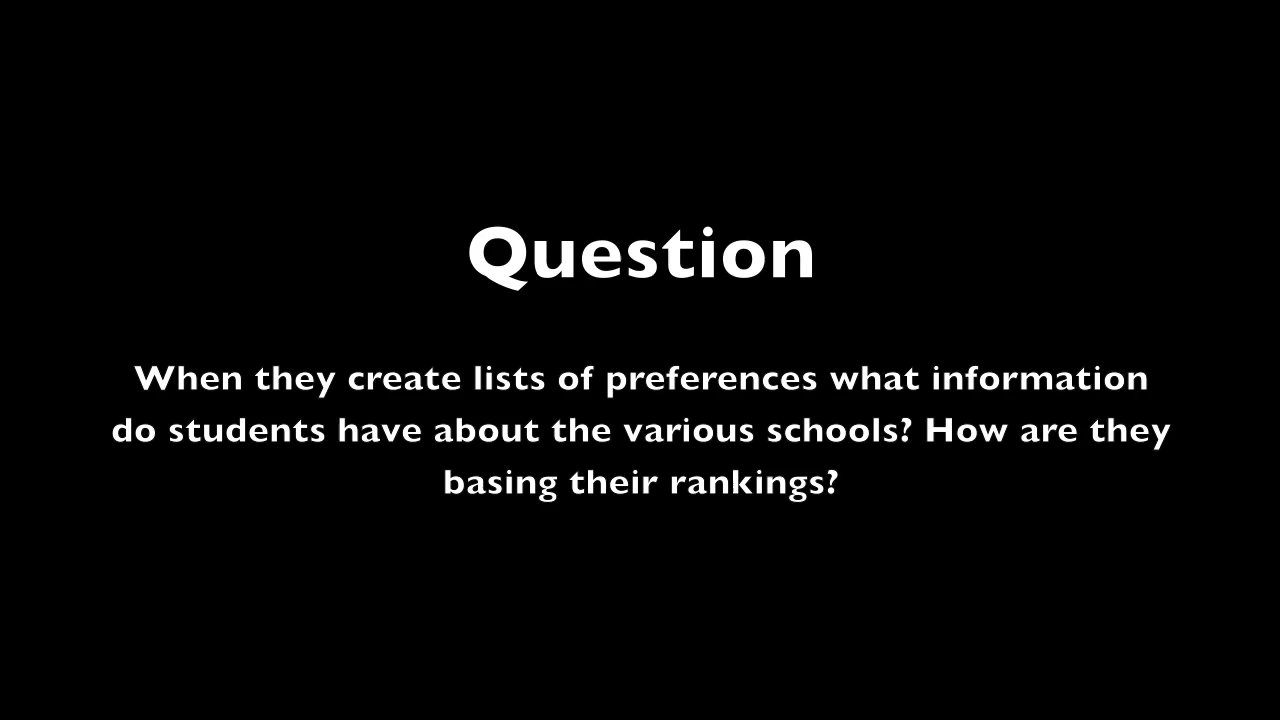 Question
When they create lists of preferences what information
do students have about the various schools? How are they
basing their rankings?